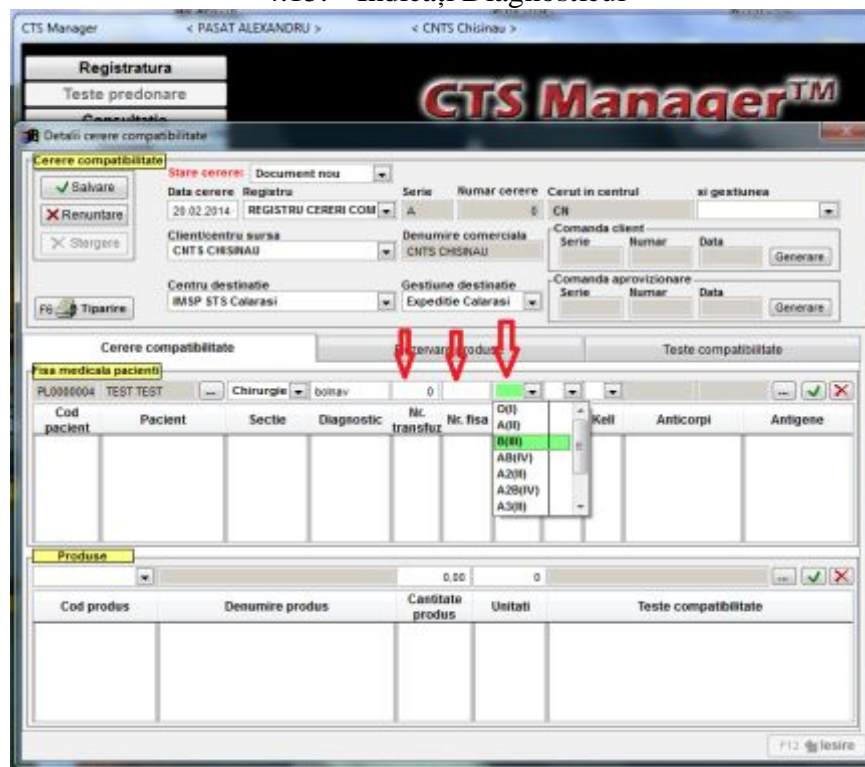 CTS Manager < PASAT ALEXANDRU > < CNTS Chisinau >
Registratura
Teste predonare
CTS Manager™
Detalii cerere compatibilitate
Cerere compatibilitate
Stare cerere: Document nou
Salvare
Data cerere Registru Serie Numar cerere Cerut in centrul si gestiunea
Renuntare
20.02.2014 REGISTRU CERERI COM A 0 CN
Stergere
Client/centru sursa Denumire comerciala Comanda client
CNTS CHISINAU CNTS CHISINAU Serie Numar Data
Generare
Centru destinatie Gestiune destinatie Comanda aprovizionare
IMSP STS Calarasi Expeditie Calarasi Serie Numar Data
F6 Tiparire Generare
Cerere compatibilitate Teste compatibilitate
Fisa medicala pacienti
PL0000004 TEST TEST ... Chirurgie bolnav 0 ...
Cod pacient Pacient Sectie Diagnostic Nr. transfuz Nr. fisa Kell Anticorpi Antigene
O(I)
A(II)
B(III)
AB(IV)
A2(II)
A2B(IV)
A3(II)
Produse
0,00 0 ...
Cod produs Denumire produs Cantitate produs Unitati Teste compatibilitate
F12 Iesire